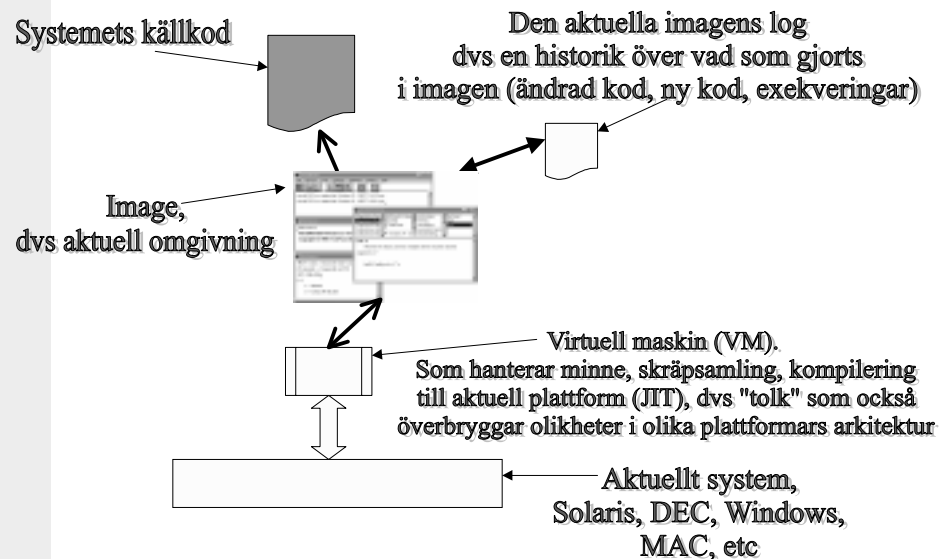 Systemets källkod
Den aktuella imagens log
dvs en historik över vad som gjorts
i imagen (ändrad kod, ny kod, exekveringar)
Image,
dvs aktuell omgivning
Virtuell maskin (VM).
Som hanterar minne, skräpsamling, kompilering
till aktuell plattform (JIT), dvs "tolk" som också
överbryggar olikheter i olika plattformars arkitektur
Aktuellt system,
Solaris, DEC, Windows,
MAC, etc